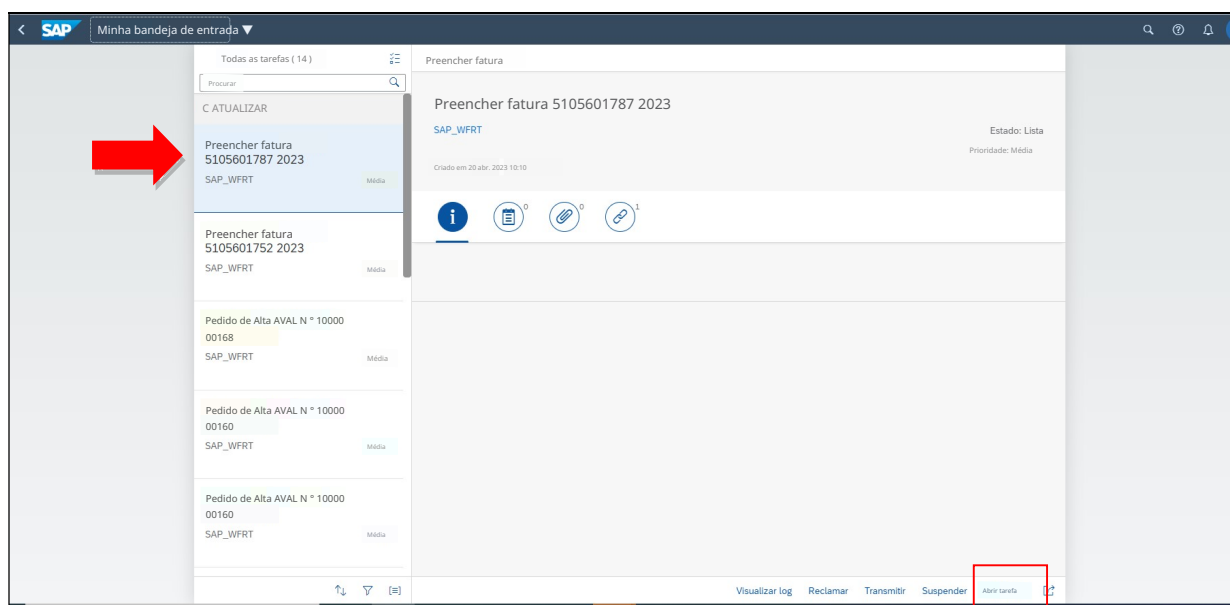 SAP Minha bandeja de entrada
Todas as tarefas ( 14 )
Procurar
C ATUALIZAR
Preencher fatura
5105601787 2023
SAP_WFRT Média
Preencher fatura
5105601752 2023
SAP_WFRT Média
Pedido de Alta AVAL N ° 10000
00168
SAP_WFRT Média
Pedido de Alta AVAL N ° 10000
00160
SAP_WFRT Média
Pedido de Alta AVAL N ° 10000
00160
SAP_WFRT Média
Preencher fatura
Preencher fatura 5105601787 2023
SAP_WFRT Estado: Lista
Prioridade: Média
Criado em 20 abr. 2023 10:10
0 0 1
Visualizar log Reclamar Transmitir Suspender Abrir tarefa